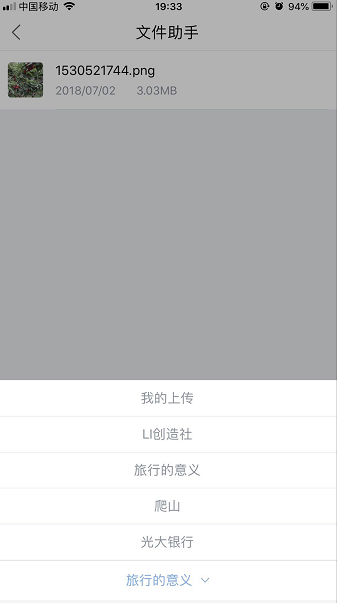 中国移动 19:33 94%
文件助手
1530521744.png
2018/07/02 3.03MB
我的上传
LI创造社
旅行的意义
爬山
光大银行
旅行的意义